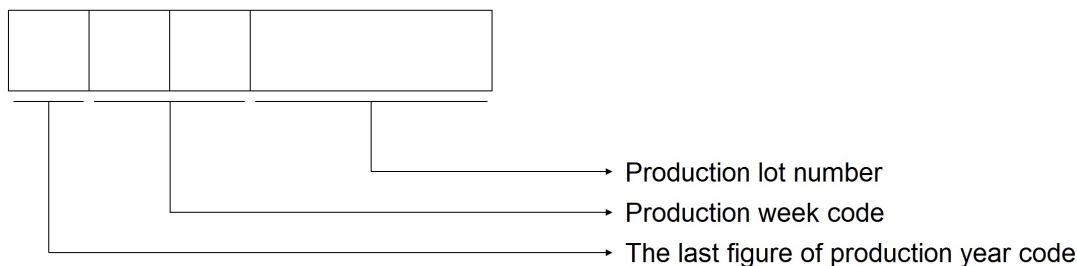 Production lot number
Production week code
The last figure of production year code